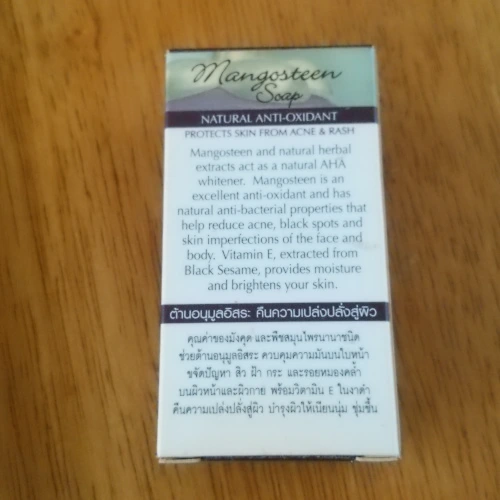 Mangosteen
Soap
NATURAL ANTI-OXIDANT
PROTECTS SKIN FROM ACNE & RASH
Mangosteen and natural herbal
extracts act as a natural AHA
whitener. Mangosteen is an
excellent anti-oxidant and has
natural anti-bacterial properties that
help reduce acne, black spots and
skin imperfections of the face and
body. Vitamin E, extracted from
Black Sesame, provides moisture
and brightens your skin.
ต้านอนุมูลอิสระ คืนความเปล่งปลั่งสู่ผิว
คุณค่าของมังคุด และพืชสมุนไพรนานาชนิด
ช่วยต้านอนุมูลอิสระ ควบคุมความมันบนใบหน้า
ขจัดปัญหา สิว ฝ้า กระ และรอยหมองคล้ำ
บนผิวหน้าและผิวกาย พร้อมวิตามิน E ในงาดำ
คืนความเปล่งปลั่งสู่ผิว บำรุงผิวให้เนียนนุ่ม ชุ่มชื้น